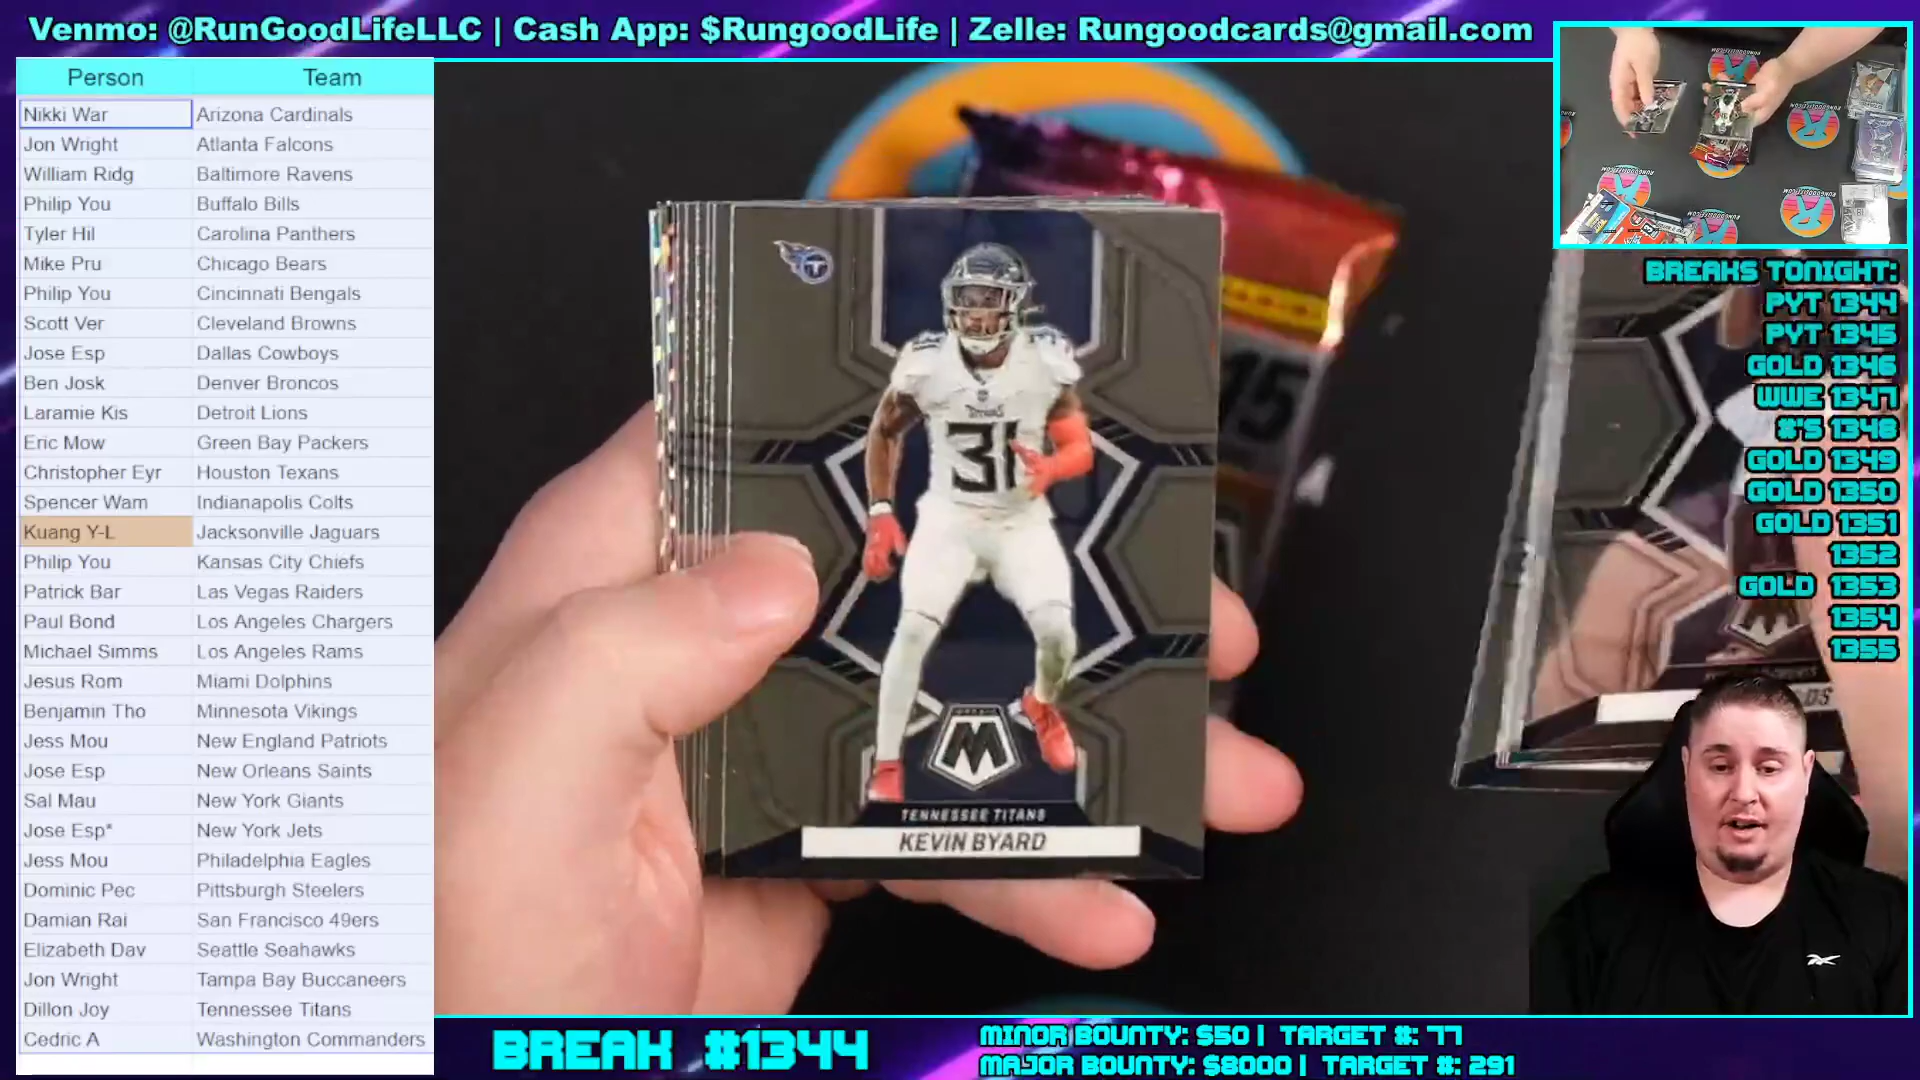 Venmo: @RunGoodLifeLLC | Cash App: $RungoodLife | Zelle: Rungoodcards@gmail.com
Person Team
Nikki War Arizona Cardinals
Jon Wright Atlanta Falcons
William Ridg Baltimore Ravens
Philip You Buffalo Bills
Tyler Hil Carolina Panthers
Mike Pru Chicago Bears
Philip You Cincinnati Bengals
Scott Ver Cleveland Browns
Jose Esp Dallas Cowboys
Ben Josk Denver Broncos
Laramie Kis Detroit Lions
Eric Mow Green Bay Packers
Christopher Eyr Houston Texans
Spencer Wam Indianapolis Colts
Kuang Y-L Jacksonville Jaguars
Philip You Kansas City Chiefs
Patrick Bar Las Vegas Raiders
Paul Bond Los Angeles Chargers
Michael Simms Los Angeles Rams
Jesus Rom Miami Dolphins
Benjamin Tho Minnesota Vikings
Jess Mou New England Patriots
Jose Esp New Orleans Saints
Sal Mau New York Giants
Jose Esp* New York Jets
Jess Mou Philadelphia Eagles
Dominic Pec Pittsburgh Steelers
Damian Rai San Francisco 49ers
Elizabeth Dav Seattle Seahawks
Jon Wright Tampa Bay Buccaneers
Dillon Joy Tennessee Titans
Cedric A Washington Commanders
T
31
TITANS
31
15
MOSAIC
M
TENNESSEE TITANS
KEVIN BYARD
BREAKS TONIGHT:
PYT 1344
PYT 1345
GOLD 1346
WWE 1347
#'S 1348
GOLD 1349
GOLD 1350
GOLD 1351
1352
GOLD 1353
1354
1355
BREAK #1344
MINOR BOUNTY: $50 | TARGET #: 77
MAJOR BOUNTY: $8000 | TARGET #: 291